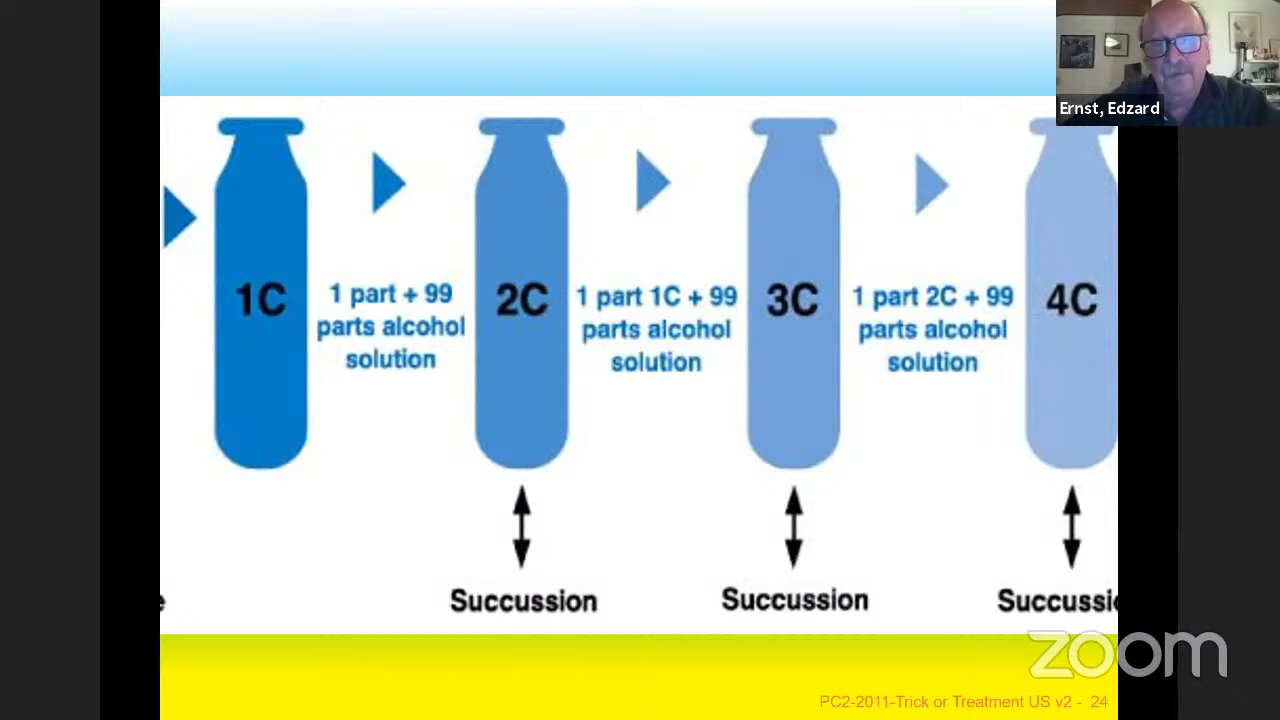 Ernst, Edzard
1C
1 part + 99
parts alcohol
solution
2C
1 part 1C + 99
parts alcohol
solution
3C
1 part 2C + 99
parts alcohol
solution
4C
e
Succussion
Succussion
Succussi
zoom
PC2-2011-Trick or Treatment US v2 - 24